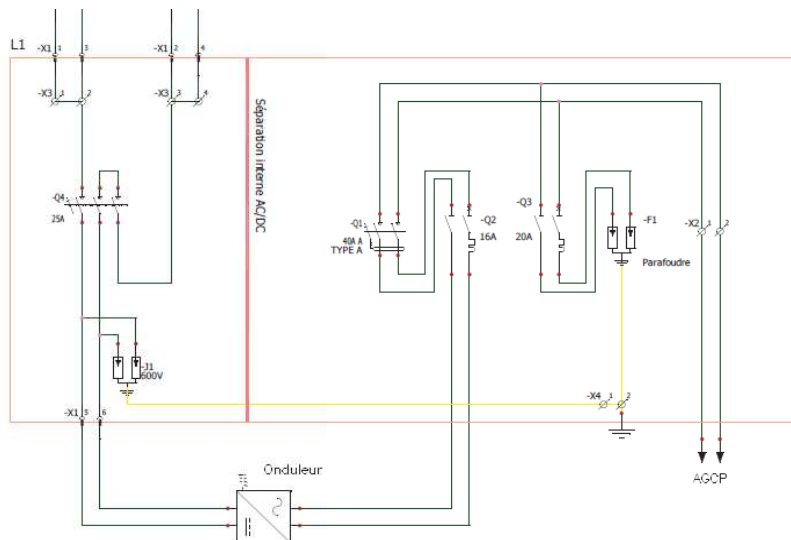 L1
-X1 1 3
-X1 2 4
-X3 1 2
-X3 3 4
Séparation interne AC/DC
-Q4
25A
-Q1
40A A
TYPE A
-Q2
16A
-Q3
20A
-F1
Parafoudre
-X2 1 2
-J1
600V
-X4 1 2
-X1 5 6
Onduleur
AGCP